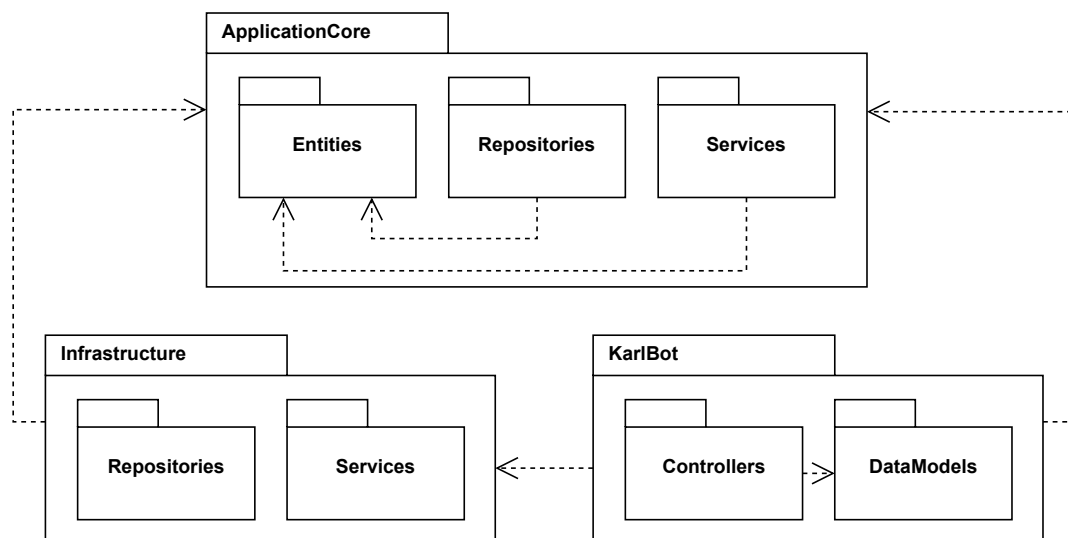 ApplicationCore
Entities
Repositories
Services
Infrastructure
KarlBot
Repositories
Services
Controllers
DataModels